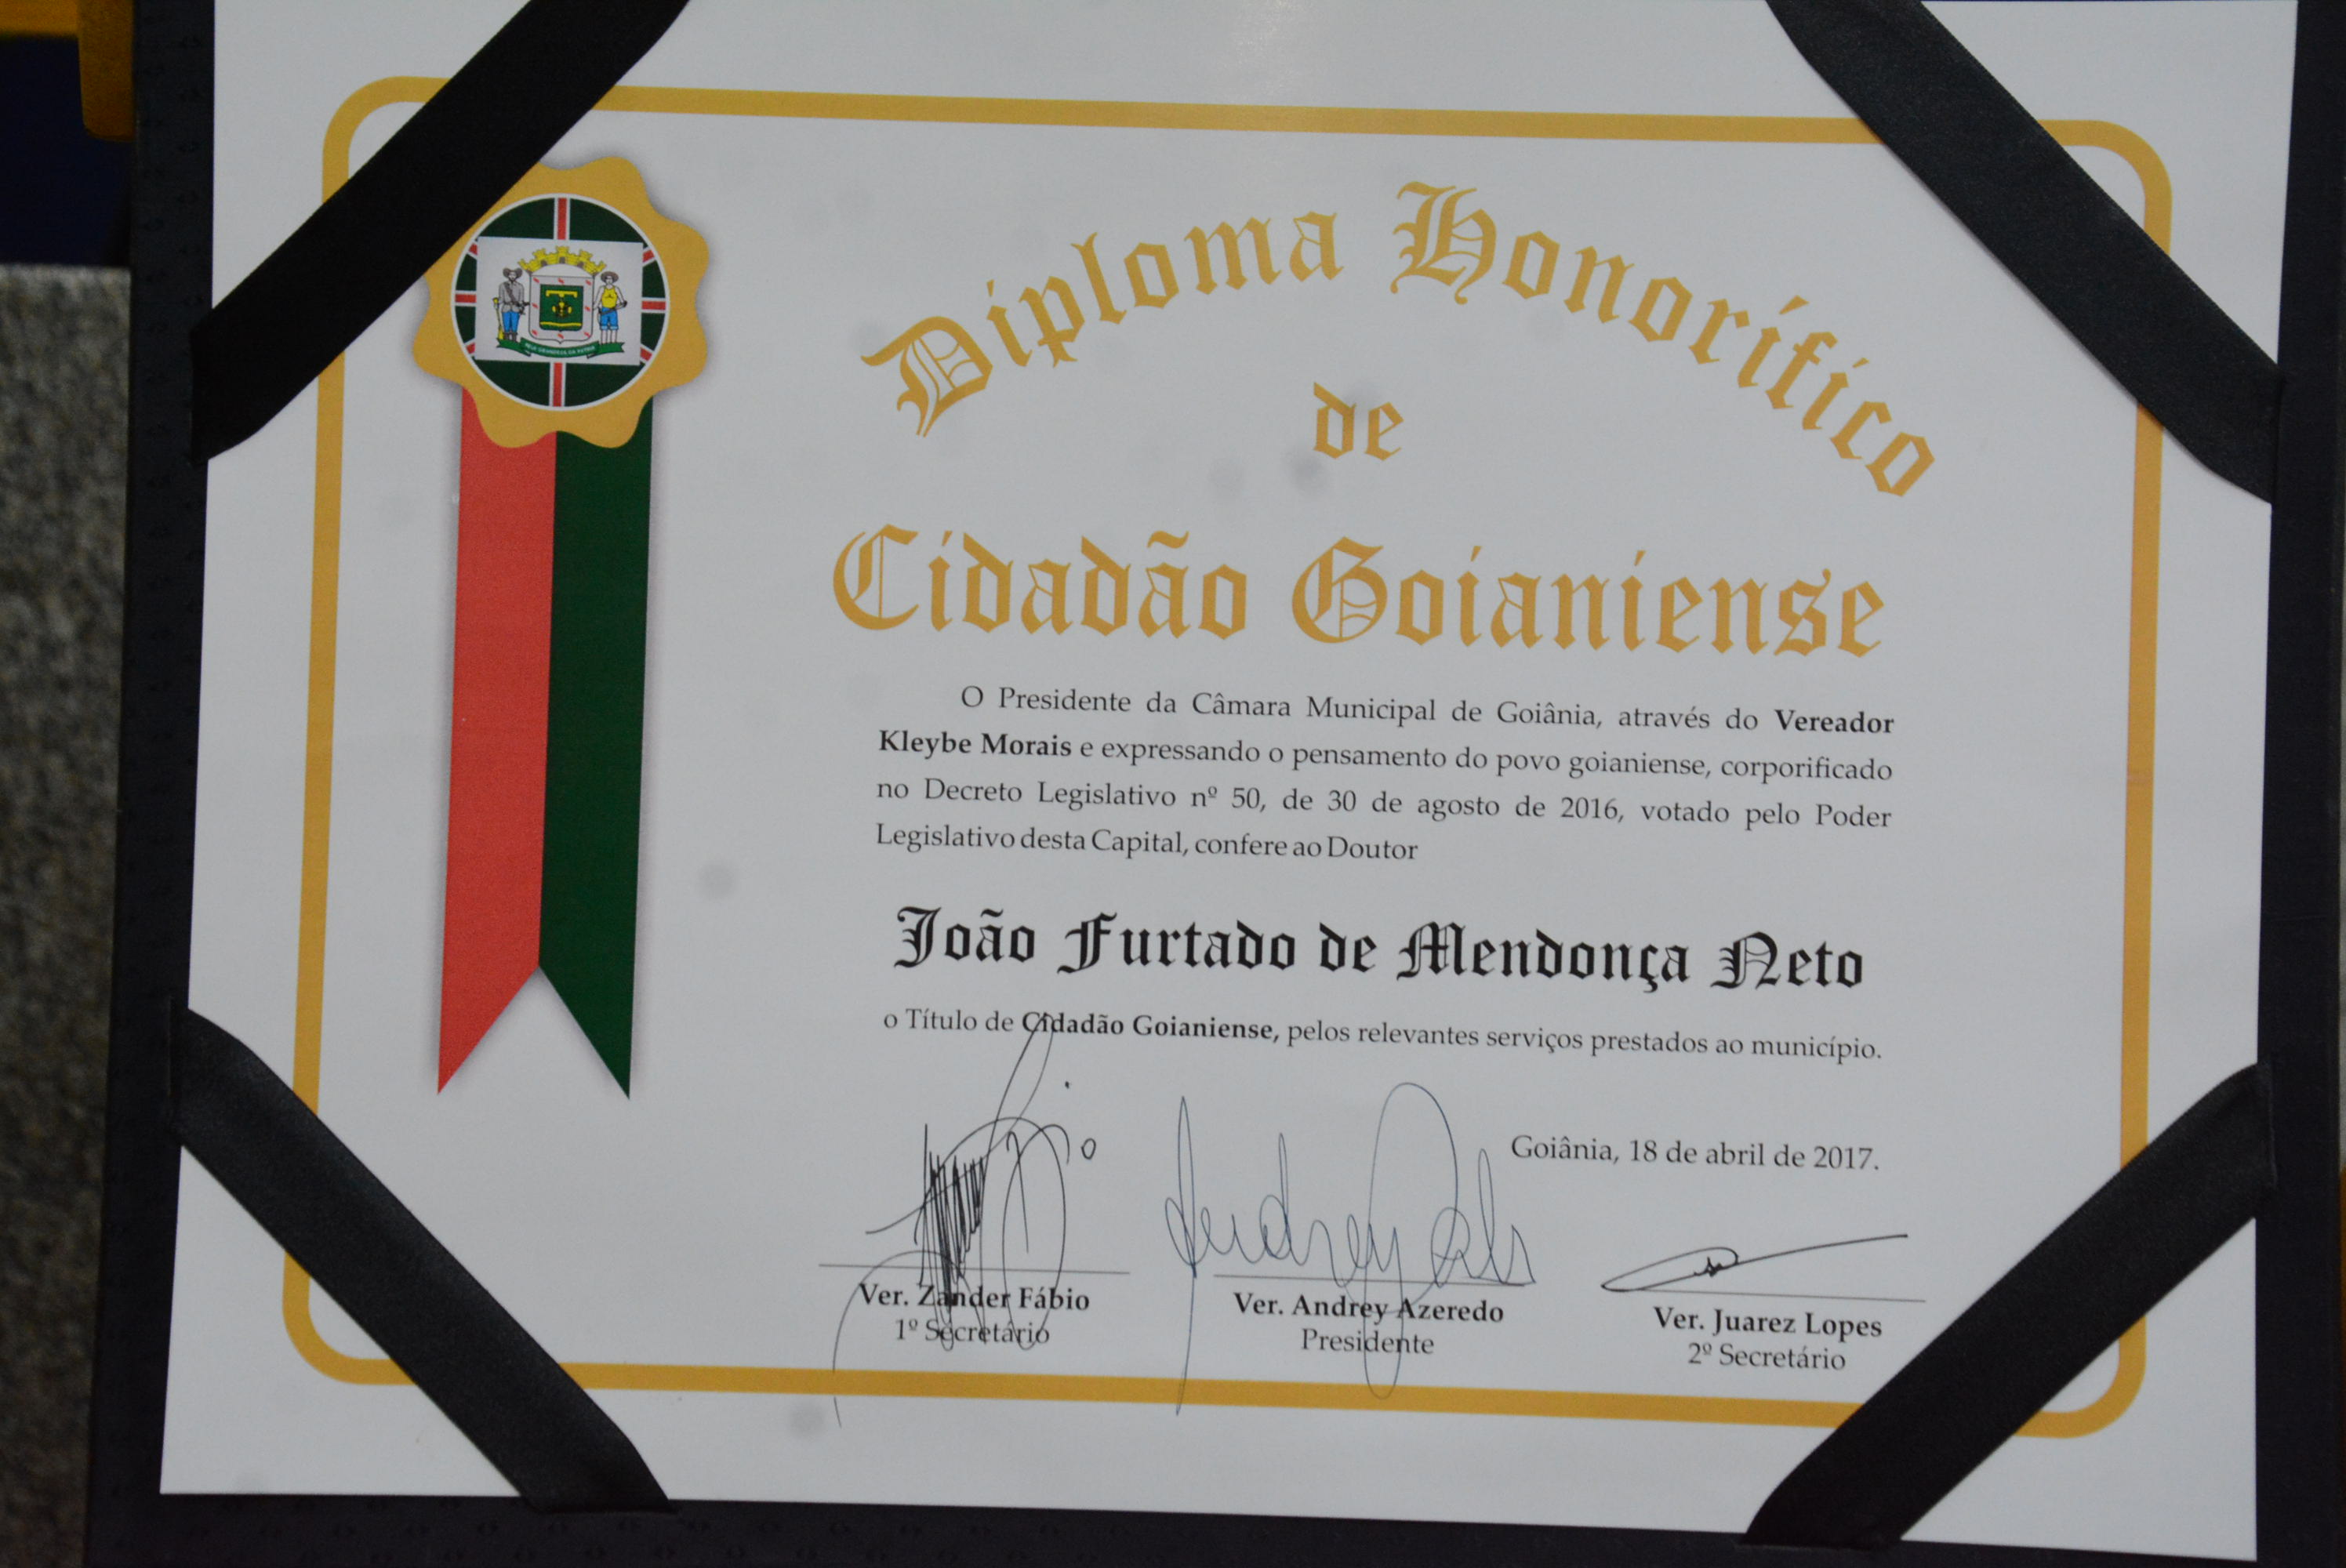 Diploma Honorífico
de
Cidadão Goianiense
O Presidente da Câmara Municipal de Goiânia, através do Vereador
Kleybe Morais e expressando o pensamento do povo goianiense, corporificado
no Decreto Legislativo nº 50, de 30 de agosto de 2016, votado pelo Poder
Legislativo desta Capital, confere ao Doutor
João Furtado de Mendonça Neto
o Título de Cidadão Goianiense, pelos relevantes serviços prestados ao município.
Goiânia, 18 de abril de 2017.
Ver. Zander Fábio
1º Secretário
Ver. Andrey Azeredo
Presidente
Ver. Juarez Lopes
2º Secretário
PELA GRANDEZA DA PÁTRIA